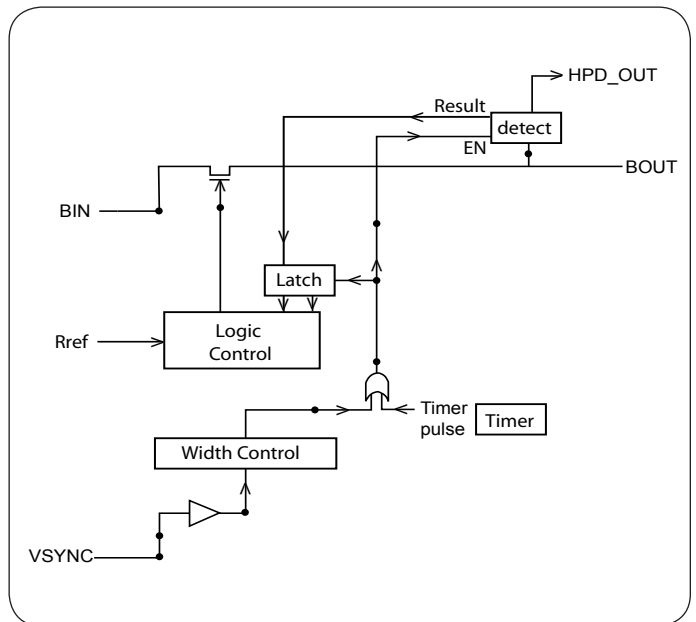 HPD_OUT
Result
detect
EN
BOUT
BIN
Latch
Rref
Logic
Control
Timer
pulse
Timer
Width Control
VSYNC